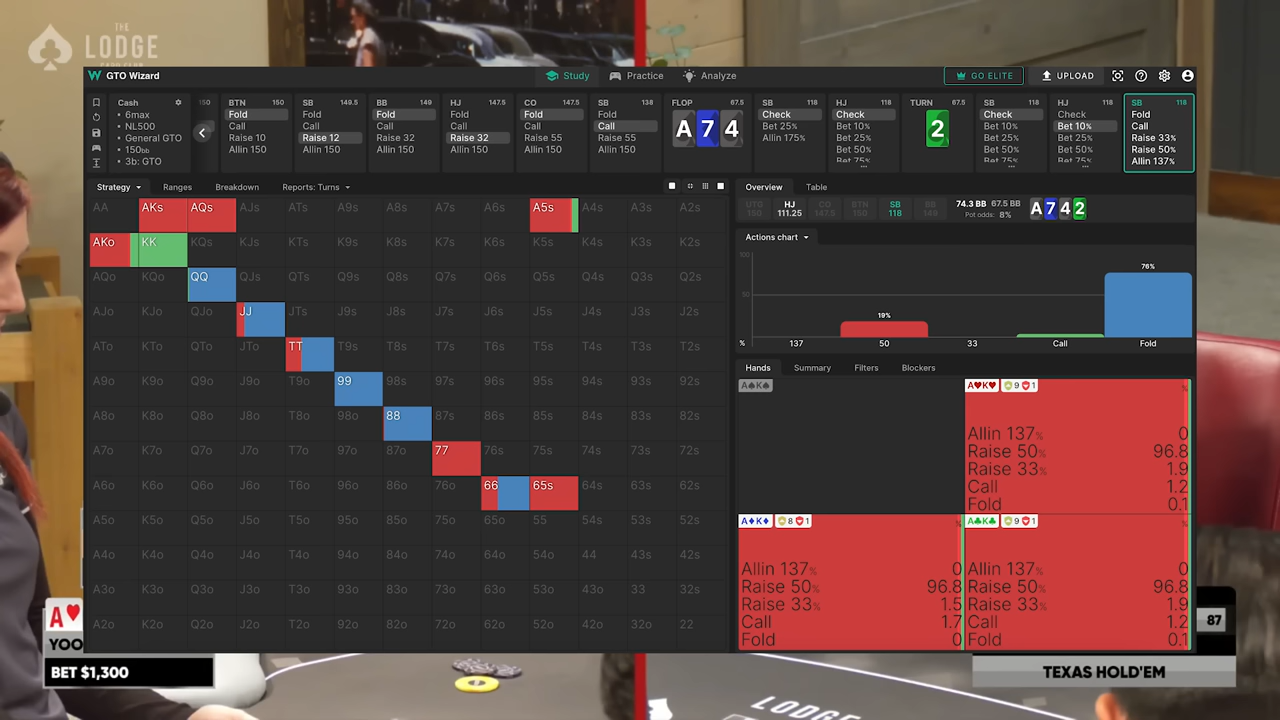 THE
LODGE
GTO Wizard
Study
Practice
Analyze
GO ELITE
UPLOAD
Cash
• 6max
• NL500
• General GTO
• 150bb
• 3b: GTO
150
BTN 150
Fold
Call
Raise 10
Allin 150
SB 149.5
Fold
Call
Raise 12
Allin 150
BB 149
Fold
Call
Raise 32
Allin 150
HJ 147.5
Fold
Call
Raise 32
Allin 150
CO 147.5
Fold
Call
Raise 55
Allin 150
SB 138
Fold
Call
Raise 55
Allin 150
FLOP 67.5
A 7 4
SB 118
Check
Bet 25%
Allin 175%
HJ 118
Check
Bet 10%
Bet 25%
Bet 50%
Bet 75%
TURN 67.5
2
SB 118
Check
Bet 10%
Bet 25%
Bet 50%
Bet 75%
HJ 118
Check
Bet 10%
Bet 25%
Bet 50%
Bet 75%
SB 118
Fold
Call
Raise 33%
Raise 50%
Allin 137%
Strategy
Ranges
Breakdown
Reports: Turns
AA AKs AQs AJs ATs A9s A8s A7s A6s A5s A4s A3s A2s
AKo KK KQs KJs KTs K9s K8s K7s K6s K5s K4s K3s K2s
AQo KQo QQ QJs QTs Q9s Q8s Q7s Q6s Q5s Q4s Q3s Q2s
AJo KJo QJo JJ JTs J9s J8s J7s J6s J5s J4s J3s J2s
ATo KTo QTo JTo TT T9s T8s T7s T6s T5s T4s T3s T2s
A9o K9o Q9o J9o T9o 99 98s 97s 96s 95s 94s 93s 92s
A8o K8o Q8o J8o T8o 98o 88 87s 86s 85s 84s 83s 82s
A7o K7o Q7o J7o T7o 97o 87o 77 76s 75s 74s 73s 72s
A6o K6o Q6o J6o T6o 96o 86o 76o 66 65s 64s 63s 62s
A5o K5o Q5o J5o T5o 95o 85o 75o 65o 55 54s 53s 52s
A4o K4o Q4o J4o T4o 94o 84o 74o 64o 54o 44 43s 42s
A3o K3o Q3o J3o T3o 93o 83o 73o 63o 53o 43o 33 32s
A2o K2o Q2o J2o T2o 92o 82o 72o 62o 52o 42o 32o 22
Overview
Table
UTG 150
HJ 111.25
CO 147.5
BTN 150
SB 118
BB 149
74.3 BB 67.5 BB
Pot odds: 8%
A 7 4 2
Actions chart
100
50
%
19%
76%
137 50 33 Call Fold
Hands
Summary
Filters
Blockers
A♠K♠
A♥K♥ 9 1
%
Allin 137% 0
Raise 50% 96.8
Raise 33% 1.9
Call 1.2
Fold 0.1
A♦K♦ 8 1
%
Allin 137% 0
Raise 50% 96.8
Raise 33% 1.5
Call 1.7
Fold 0
A♣K♣ 9 1
%
Allin 137% 0
Raise 50% 96.8
Raise 33% 1.9
Call 1.2
Fold 0.1
A♥
YOO
BET $1,300
87
TEXAS HOLD'EM
LODGE